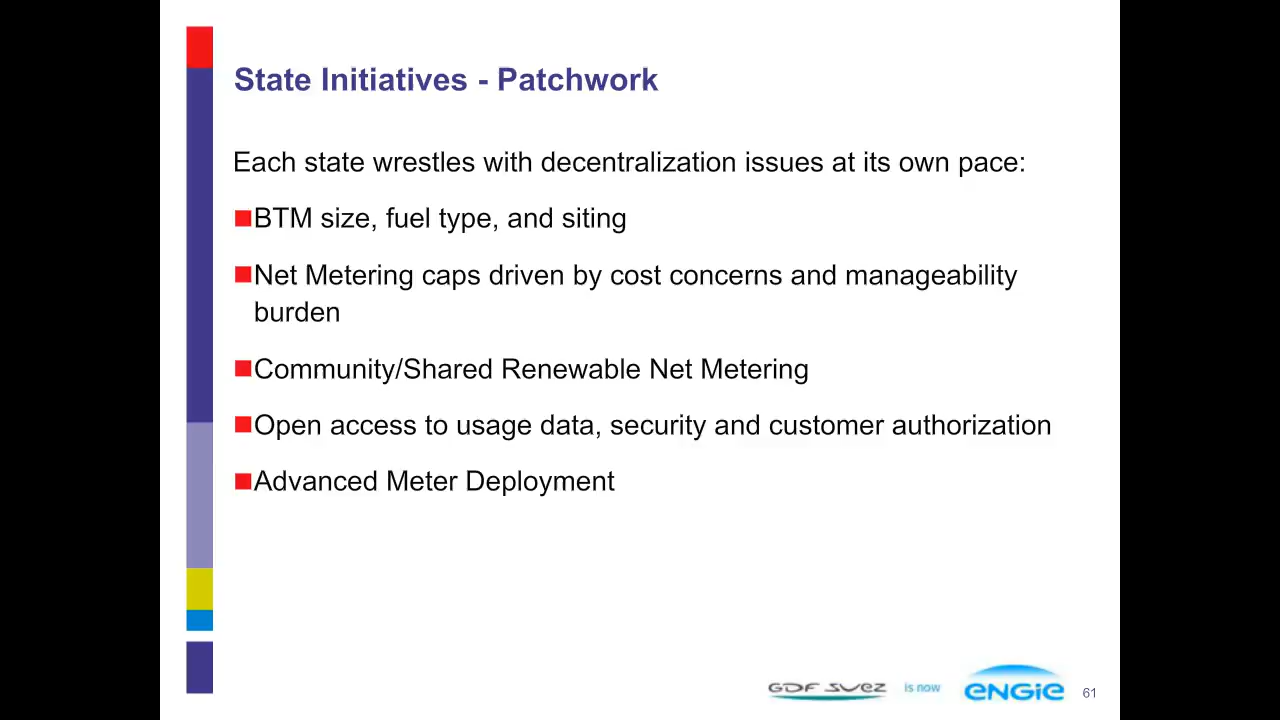 State Initiatives - Patchwork
Each state wrestles with decentralization issues at its own pace:
BTM size, fuel type, and siting
Net Metering caps driven by cost concerns and manageability
burden
Community/Shared Renewable Net Metering
Open access to usage data, security and customer authorization
Advanced Meter Deployment
GDF SUEZ is now ENGIE 61